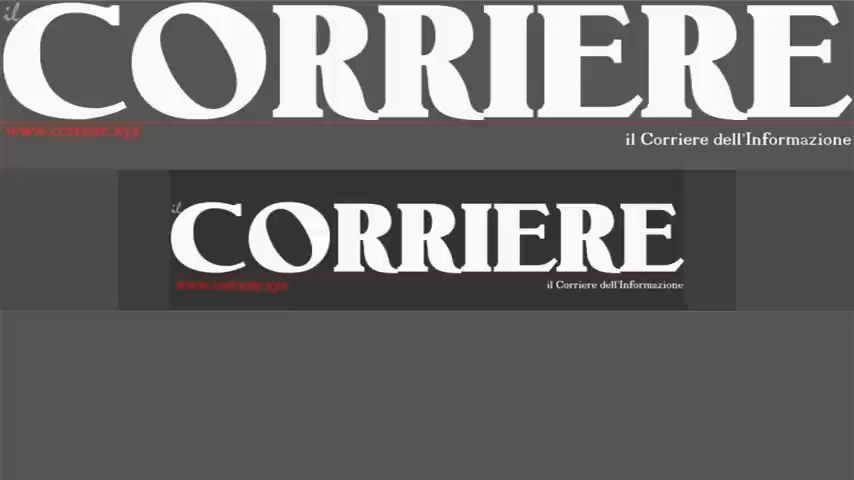 il
CORRIERE
il Corriere dell'Informazione
il
CORRIERE
il Corriere dell'Informazione